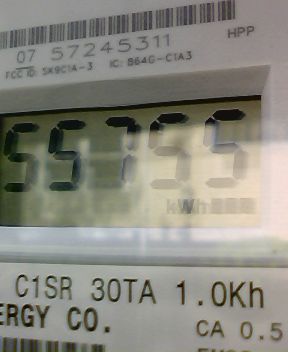 07 57245311
HPP
FCC ID: SK9C1A-3 IC: 864G-C1A3
55755
kWh
C1SR 30TA 1.0Kh
ERGY CO.
CA 0.5